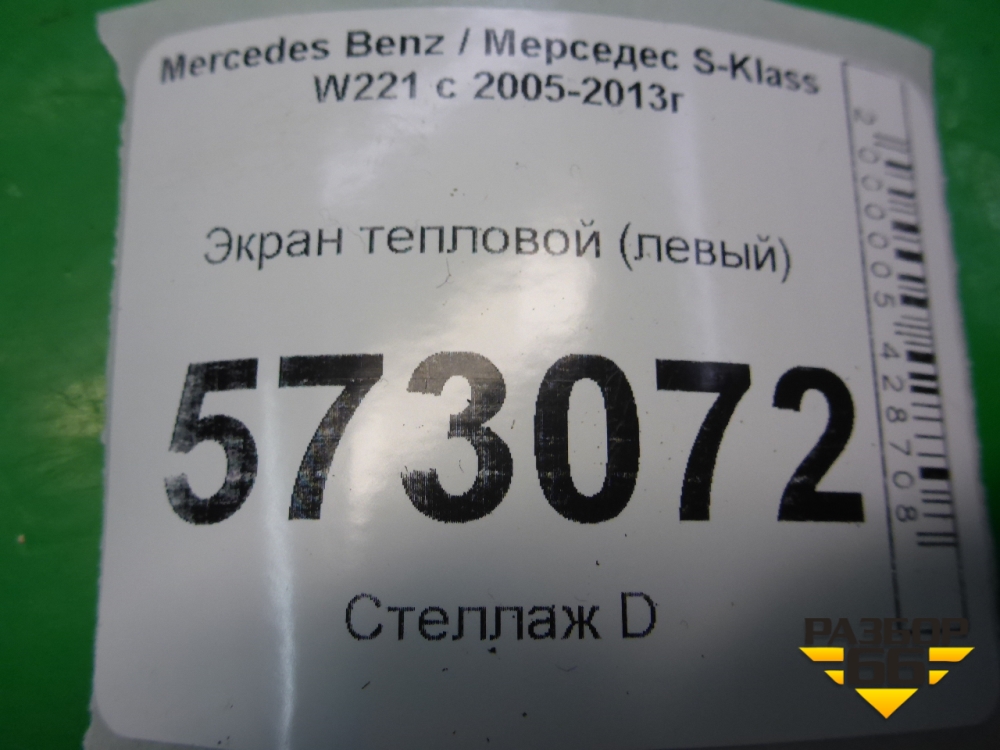 Mercedes Benz / Мерседес S-Klass
W221 с 2005-2013г
Экран тепловой (левый)
573072
Стеллаж D
2000005428708
РАЗБОР
66